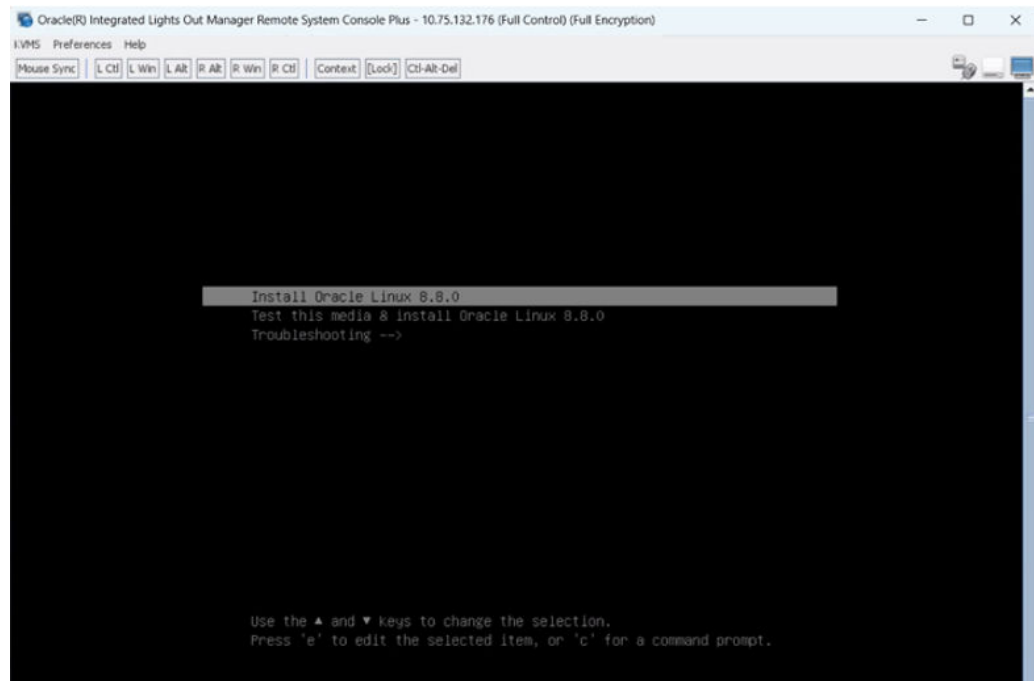 Oracle(R) Integrated Lights Out Manager Remote System Console Plus - 10.75.132.176 (Full Control) (Full Encryption)
KVMS Preferences Help
Mouse Sync L Ctl L Win L Alt R Alt R Win R Ctl Context [Lock] Ctl-Alt-Del
Install Oracle Linux 8.8.0
Test this media & install Oracle Linux 8.8.0
Troubleshooting -->
Use the ▲ and ▼ keys to change the selection.
Press 'e' to edit the selected item, or 'c' for a command prompt.